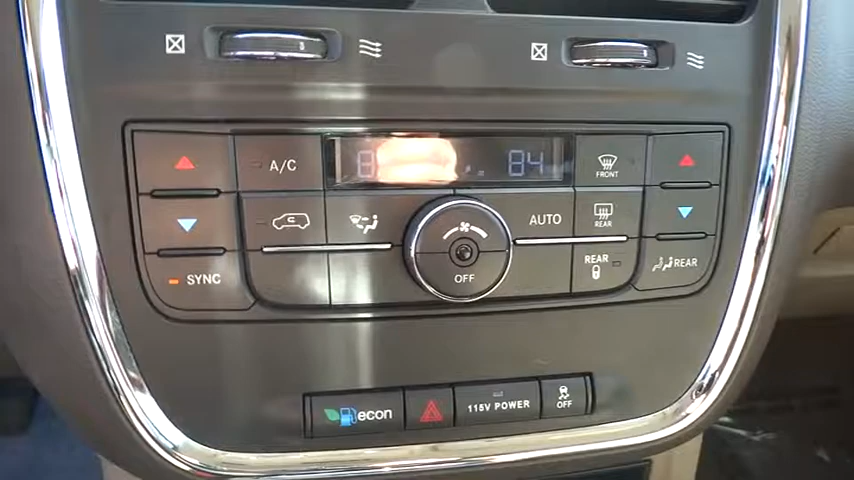 A/C
84
FRONT
AUTO
REAR
SYNC
OFF
REAR
REAR
econ
115V POWER
OFF